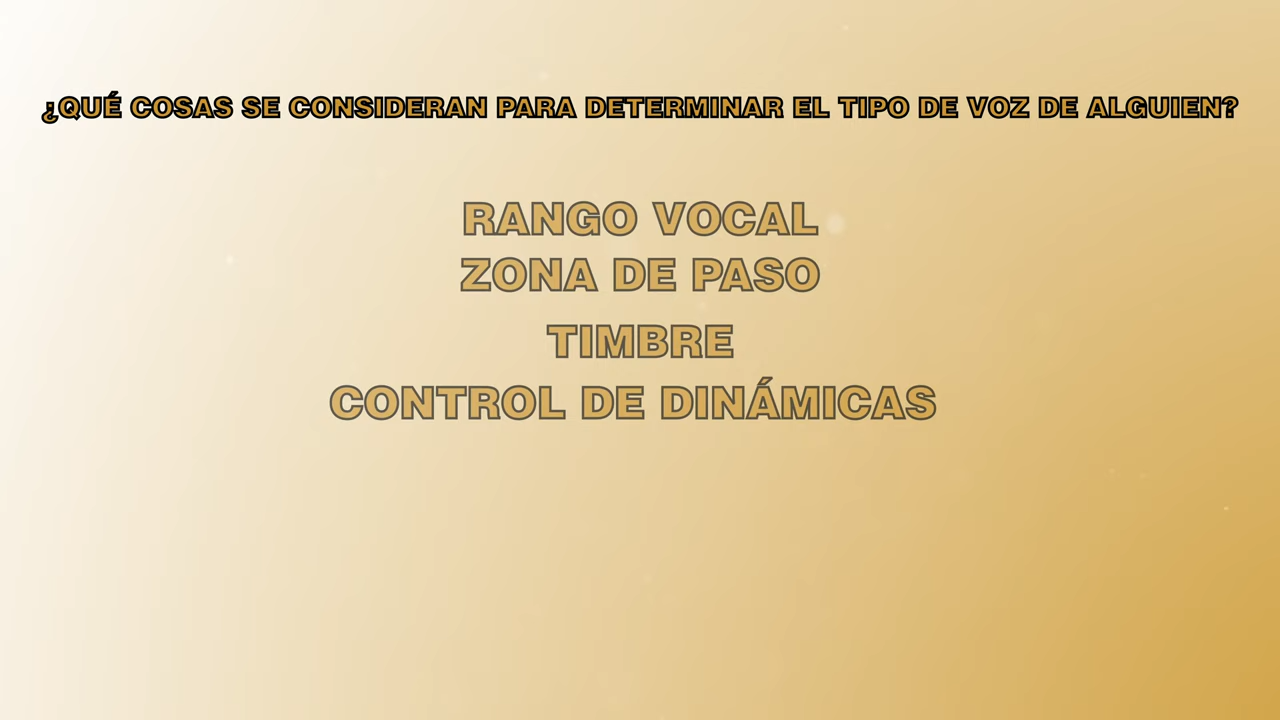 ¿QUÉ COSAS SE CONSIDERAN PARA DETERMINAR EL TIPO DE VOZ DE ALGUIEN?
RANGO VOCAL
ZONA DE PASO
TIMBRE
CONTROL DE DINÁMICAS